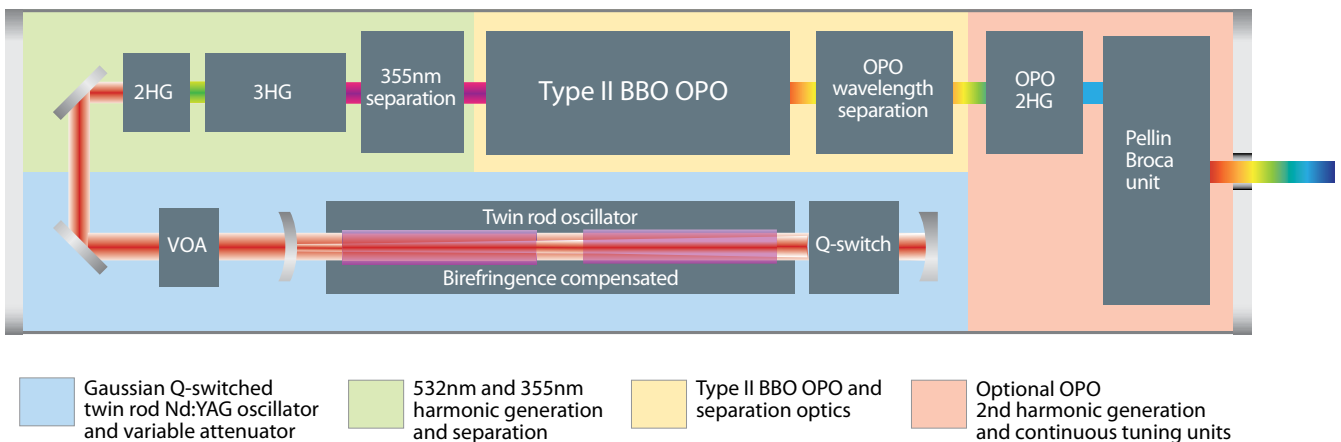 2HG
3HG
355nm
separation
Type II BBO OPO
OPO
wavelength
separation
OPO
2HG
Pellin
Broca
unit
VOA
Twin rod oscillator
Birefringence compensated
Q-switch
Gaussian Q-switched
twin rod Nd:YAG oscillator
and variable attenuator
532nm and 355nm
harmonic generation
and separation
Type II BBO OPO and
separation optics
Optional OPO
2nd harmonic generation
and continuous tuning units